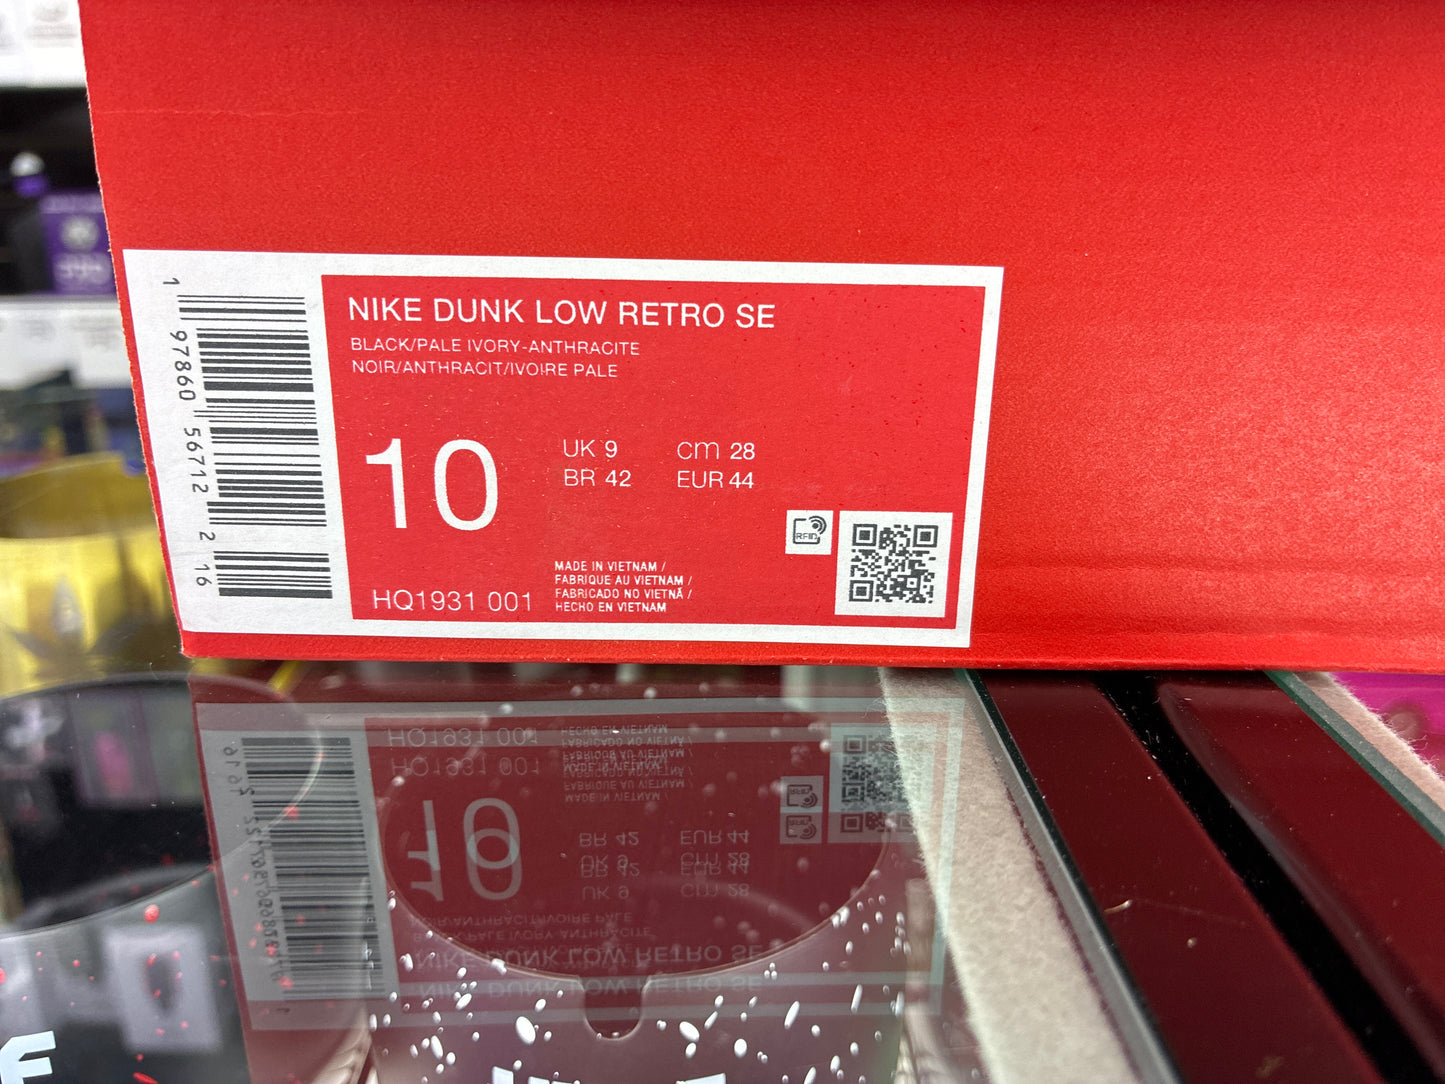 NIKE DUNK LOW RETRO SE
BLACK/PALE IVORY-ANTHRACITE
NOIR/ANTHRACIT/IVOIRE PALE
10
UK 9 cm 28
BR 42 EUR 44
RFID
MADE IN VIETNAM /
FABRIQUE AU VIETNAM /
FABRICADO NO VIETNÃ /
HECHO EN VIETNAM
HQ1931 001
1 97860 56712 2 16